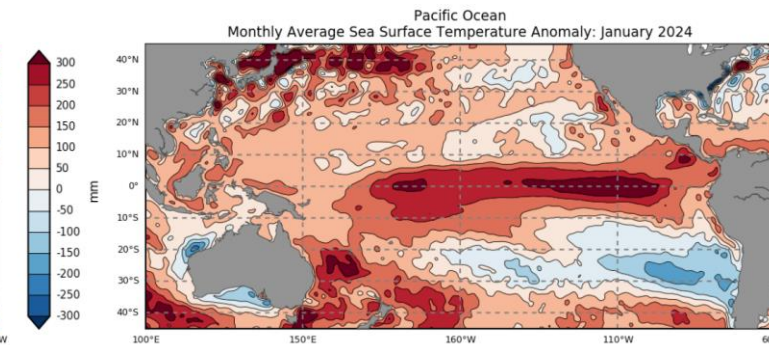 Pacific Ocean
Monthly Average Sea Surface Temperature Anomaly: January 2024
300
250
200
150
100
50
0
-50
-100
-150
-200
-250
-300
mm
40°N
30°N
20°N
10°N
0°
10°S
20°S
30°S
40°S
100°E
150°E
160°W
110°W